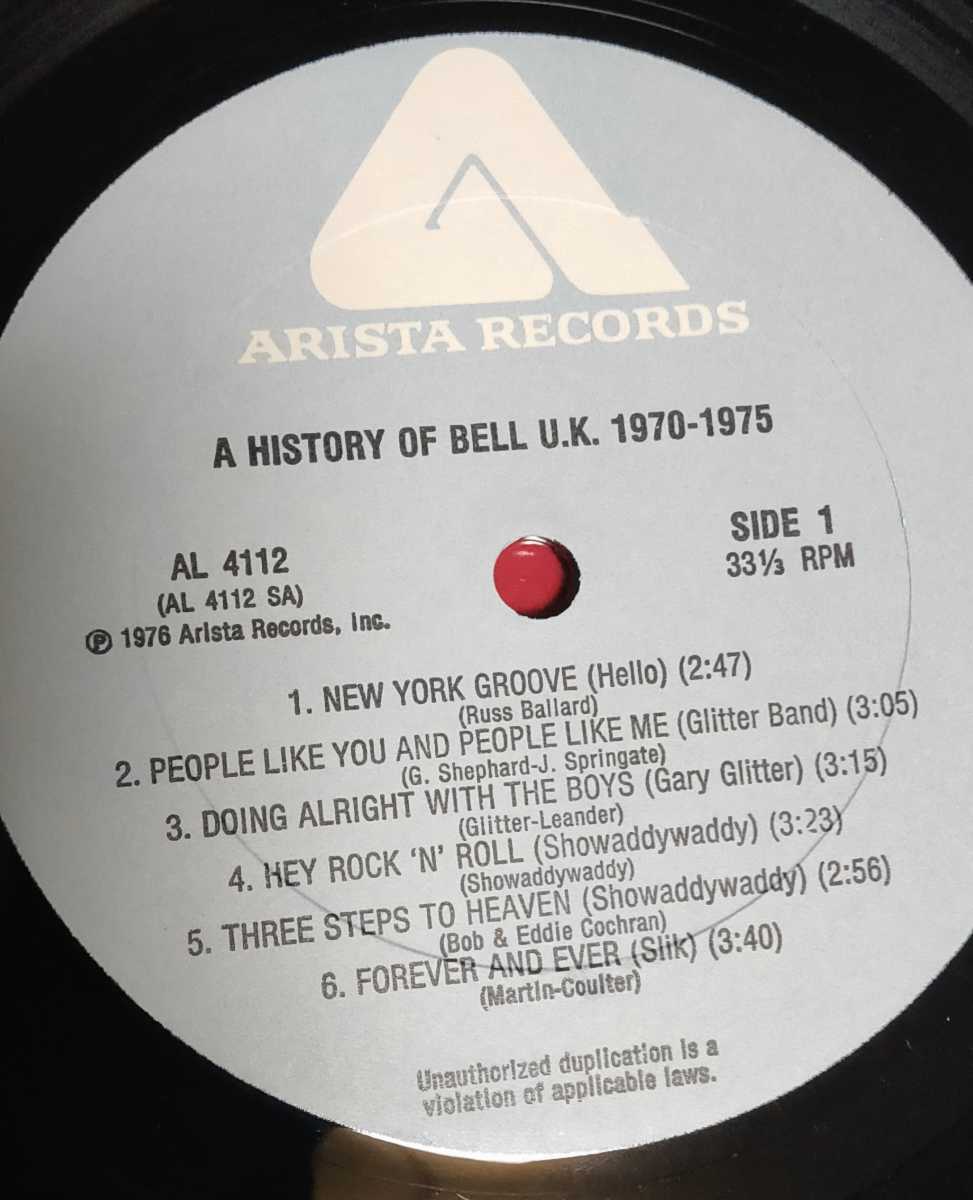 ARISTA RECORDS
A HISTORY OF BELL U.K. 1970-1975
SIDE 1
33⅓ RPM
AL 4112
(AL 4112 SA)
Ⓟ 1976 Arista Records, Inc.
1. NEW YORK GROOVE (Hello) (2:47)
(Russ Ballard)
2. PEOPLE LIKE YOU AND PEOPLE LIKE ME (Glitter Band) (3:05)
(G. Shephard-J. Springate)
3. DOING ALRIGHT WITH THE BOYS (Gary Glitter) (3:15)
(Glitter-Leander)
4. HEY ROCK 'N' ROLL (Showaddywaddy) (3:23)
(Showaddywaddy)
5. THREE STEPS TO HEAVEN (Showaddywaddy) (2:56)
(Bob & Eddie Cochran)
6. FOREVER AND EVER (Slik) (3:40)
(Martin-Coulter)
Unauthorized duplication is a
violation of applicable laws.